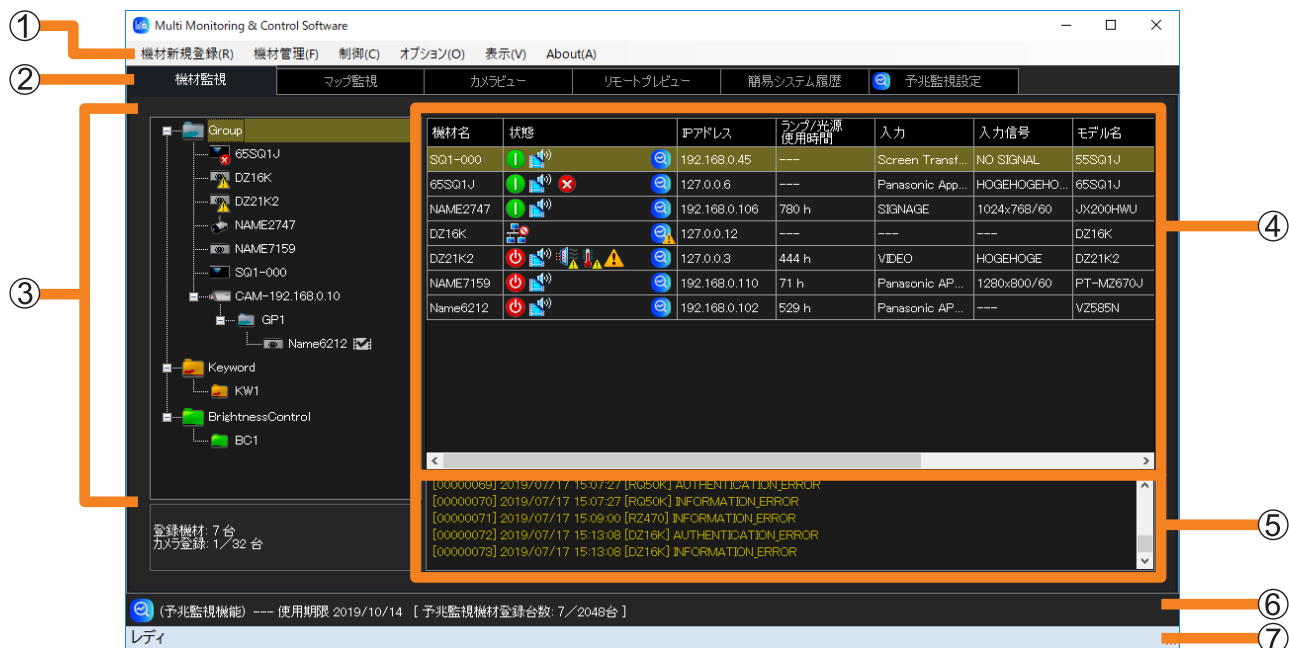 ①
Multi Monitoring & Control Software
機材新規登録(R) 機材管理(F) 制御(C) オプション(O) 表示(V) About(A)
②
機材監視 マップ監視 カメラビュー リモートプレビュー 簡易システム履歴 予兆監視設定
③
Group
65SQ1J
DZ16K
DZ21K2
NAME2747
NAME7159
SQ1-000
CAM-192.168.0.10
GP1
Name6212
Keyword
KW1
BrightnessControl
BC1
登録機材: 7 台
カメラ登録: 1/32 台
機材名 状態 IPアドレス ランプ/光源使用時間 入力 入力信号 モデル名
SQ1-000 192.168.0.45 --- Screen Transf... NO SIGNAL 55SQ1J
65SQ1J 127.0.0.6 --- Panasonic App... HOGEHOGEHO... 65SQ1J
NAME2747 192.168.0.106 780 h SIGNAGE 1024x768/60 JX200HWU
DZ16K 127.0.0.12 --- --- --- DZ16K
DZ21K2 127.0.0.3 444 h VIDEO HOGEHOGE DZ21K2
NAME7159 192.168.0.110 71 h Panasonic AP... 1280x800/60 PT-MZ670J
Name6212 192.168.0.102 529 h Panasonic AP... --- VZ585N
④
[00000069] 2019/07/17 15:07:27 [RQ50K] AUTHENTICATION_ERROR
[00000070] 2019/07/17 15:07:27 [RQ50K] INFORMATION_ERROR
[00000071] 2019/07/17 15:09:00 [RZ470] INFORMATION_ERROR
[00000072] 2019/07/17 15:13:08 [DZ16K] AUTHENTICATION_ERROR
[00000073] 2019/07/17 15:13:08 [DZ16K] INFORMATION_ERROR
⑤
(予兆監視機能) --- 使用期限 2019/10/14 [ 予兆監視機材登録台数: 7/2048台 ]
⑥
レディ
⑦